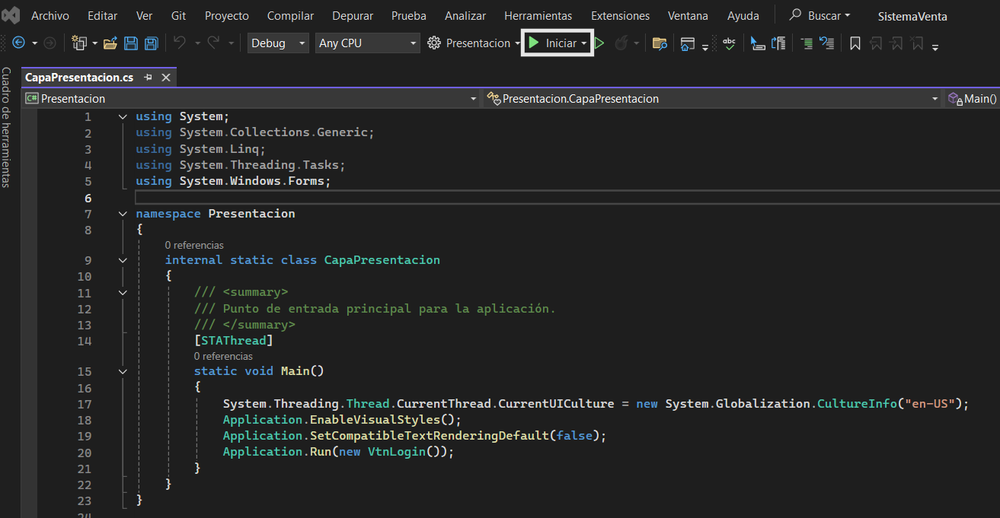 Archivo Editar Ver Git Proyecto Compilar Depurar Prueba Analizar Herramientas Extensiones Ventana Ayuda Buscar SistemaVenta
Debug Any CPU Presentacion Iniciar abc
Cuadro de herramientas
CapaPresentacion.cs
C# Presentacion Presentacion.CapaPresentacion Main()
1 using System;
2 using System.Collections.Generic;
3 using System.Linq;
4 using System.Threading.Tasks;
5 using System.Windows.Forms;
6
7 namespace Presentacion
8 {
0 referencias
9 internal static class CapaPresentacion
10 {
11 /// <summary>
12 /// Punto de entrada principal para la aplicación.
13 /// </summary>
14 [STAThread]
0 referencias
15 static void Main()
16 {
17 System.Threading.Thread.CurrentThread.CurrentUICulture = new System.Globalization.CultureInfo("en-US");
18 Application.EnableVisualStyles();
19 Application.SetCompatibleTextRenderingDefault(false);
20 Application.Run(new VtnLogin());
21 }
22 }
23 }
24